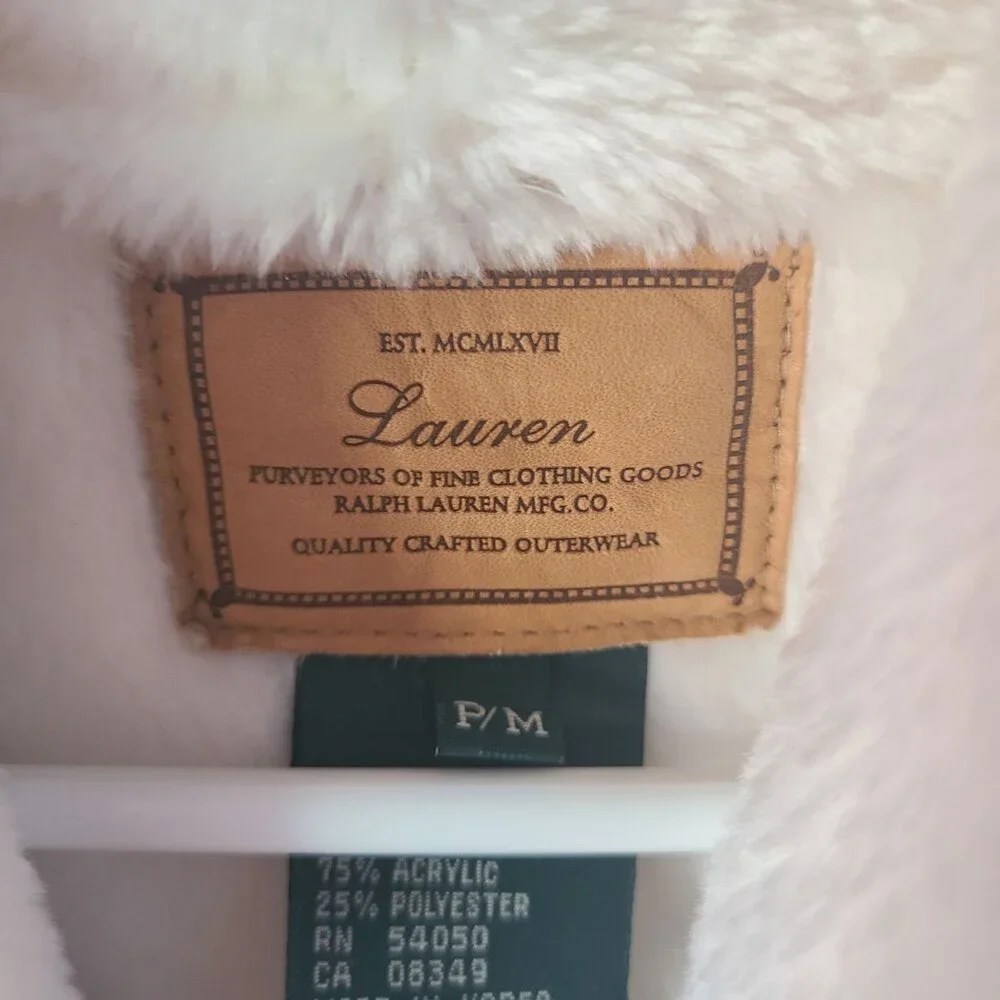 EST. MCMLXVII
Lauren
PURVEYORS OF FINE CLOTHING GOODS
RALPH LAUREN MFG.CO.
QUALITY CRAFTED OUTERWEAR
P/M
75% ACRYLIC
25% POLYESTER
RN 54050
CA 08349